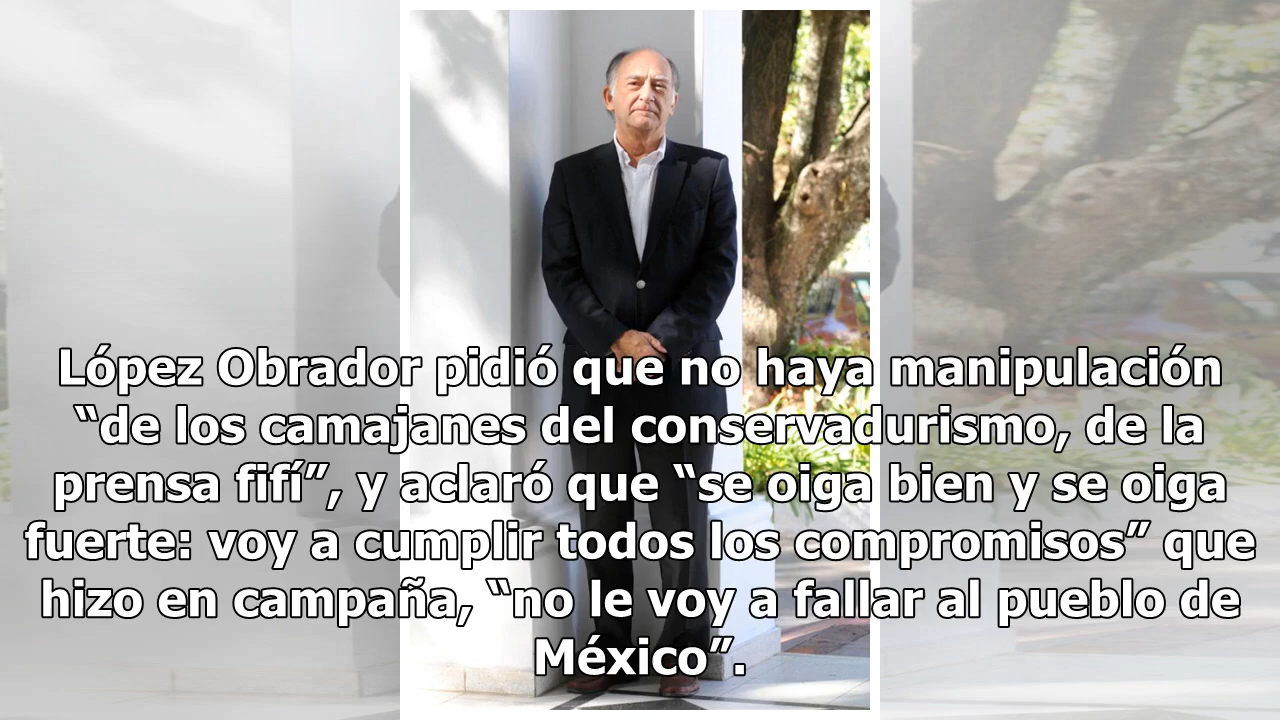 López Obrador pidió que no haya manipulación
“de los camajanes del conservadurismo, de la
prensa fifí”, y aclaró que “se oiga bien y se oiga
fuerte: voy a cumplir todos los compromisos” que
hizo en campaña, “no le voy a fallar al pueblo de
México”.